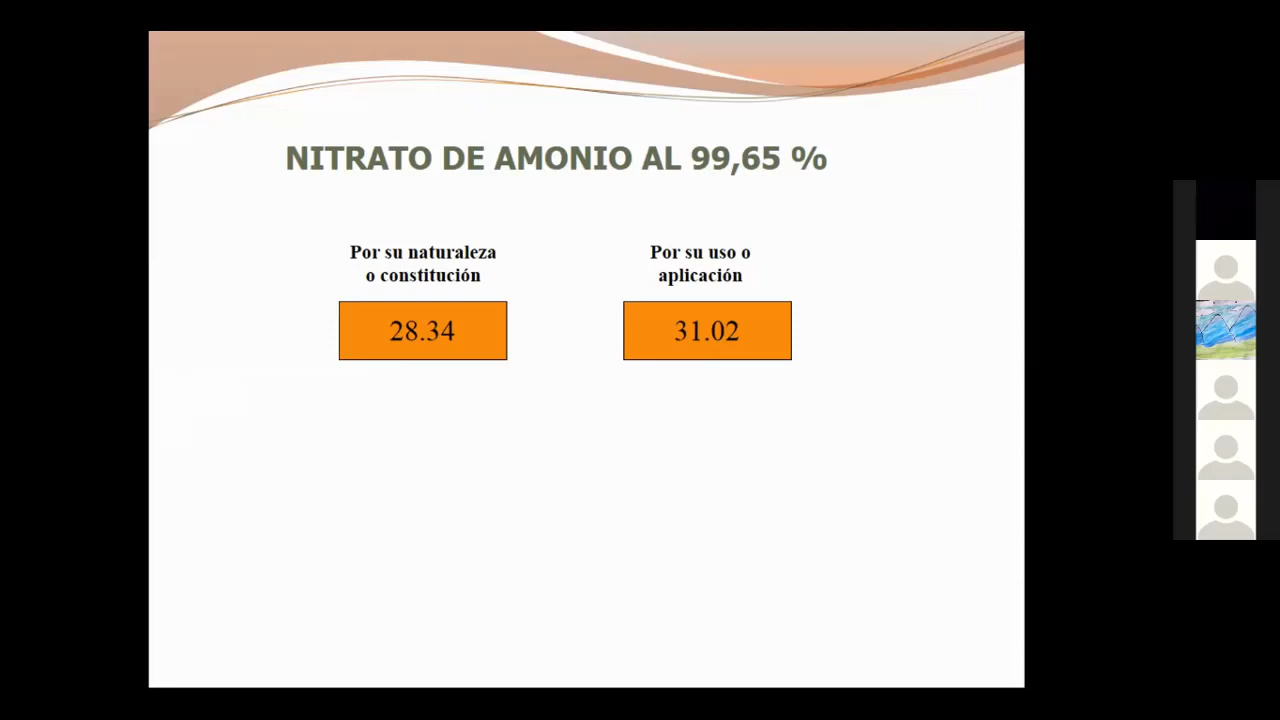 NITRATO DE AMONIO AL 99,65 %
Por su naturaleza
o constitución
Por su uso o
aplicación
28.34
31.02